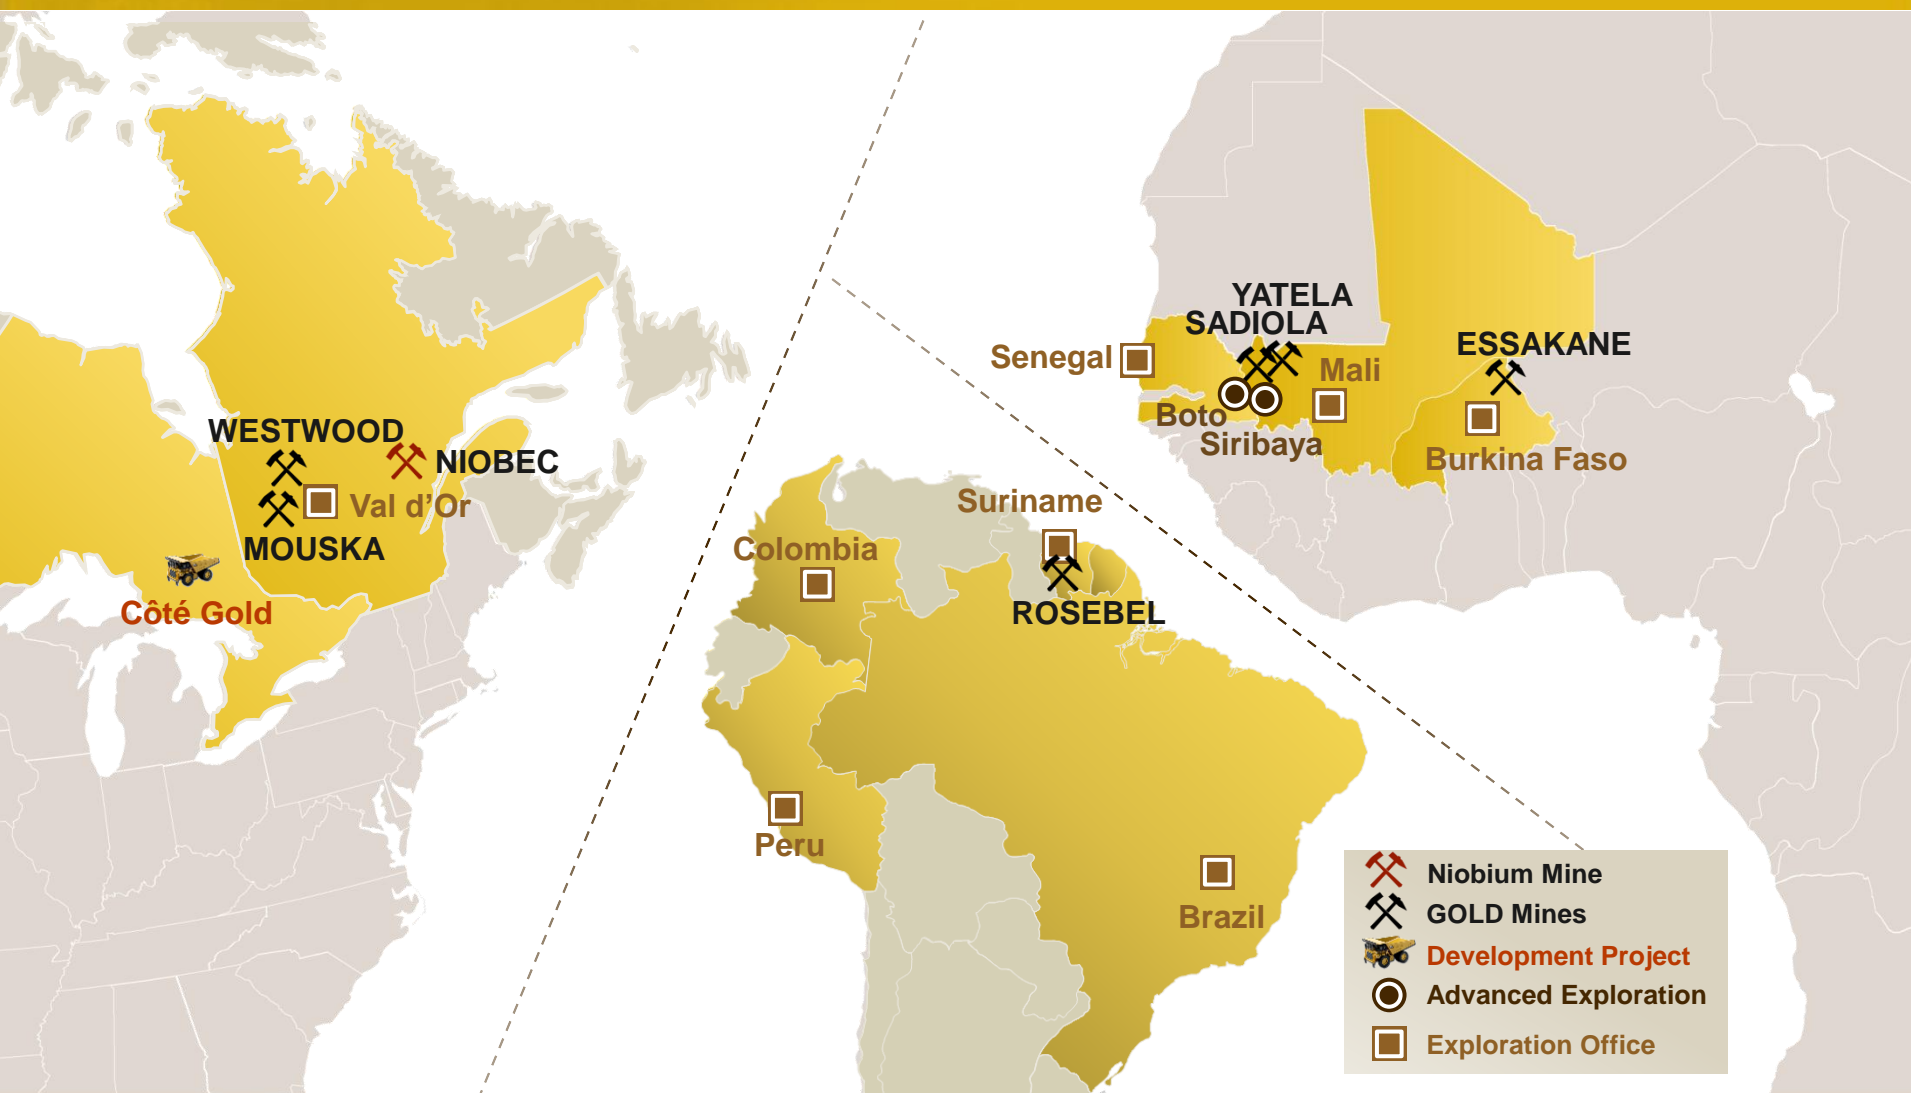 WESTWOOD
NIOBEC
Val d'Or
MOUSKA
Côté Gold
YATELA
SADIOLA
ESSAKANE
Senegal
Mali
Boto
Siribaya
Burkina Faso
Suriname
Colombia
ROSEBEL
Peru
Brazil
Niobium Mine
GOLD Mines
Development Project
Advanced Exploration
Exploration Office